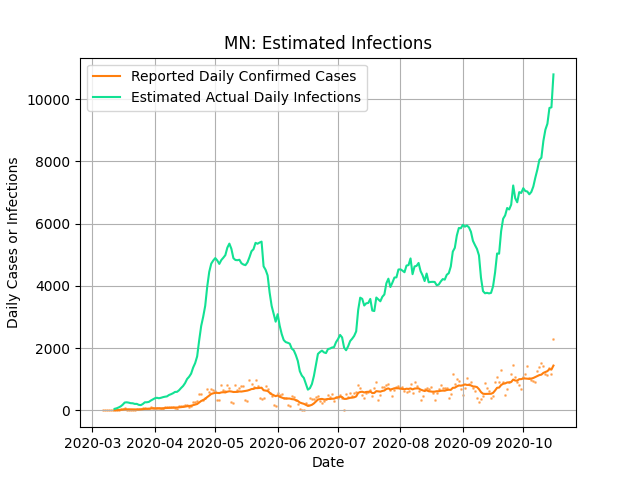 MN: Estimated Infections
Reported Daily Confirmed Cases
Estimated Actual Daily Infections
Daily Cases or Infections
10000
8000
6000
4000
2000
0
2020-03 2020-04 2020-05 2020-06 2020-07 2020-08 2020-09 2020-10
Date